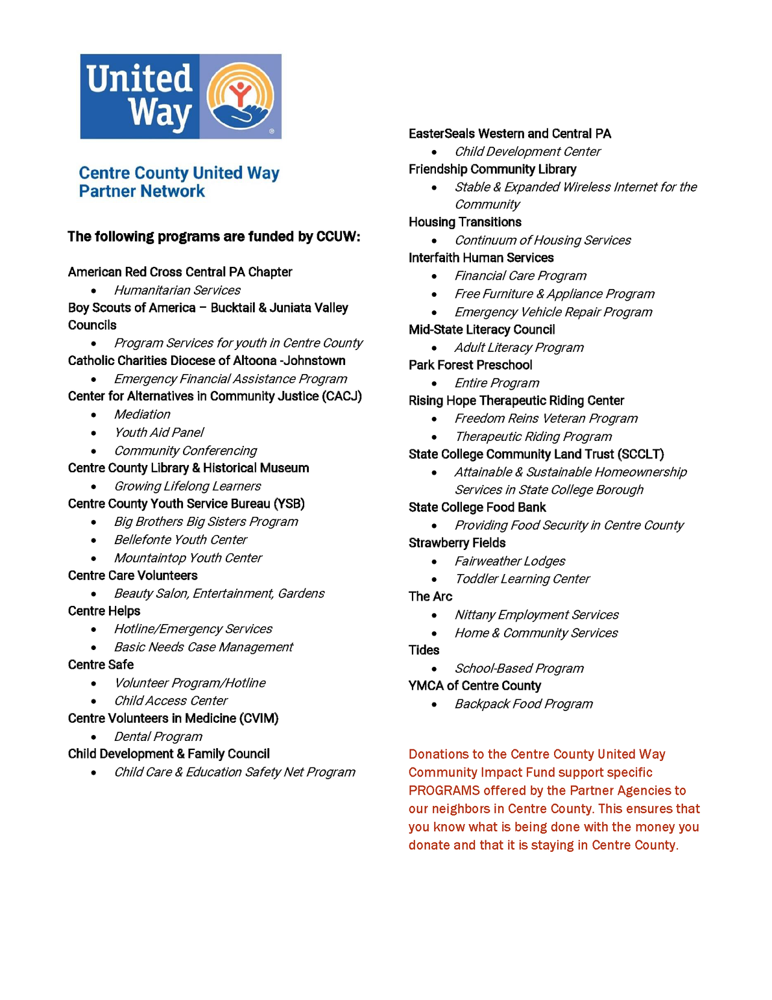 United
Way
®
Centre County United Way
Partner Network
The following programs are funded by CCUW:
American Red Cross Central PA Chapter
• Humanitarian Services
Boy Scouts of America – Bucktail & Juniata Valley
Councils
• Program Services for youth in Centre County
Catholic Charities Diocese of Altoona -Johnstown
• Emergency Financial Assistance Program
Center for Alternatives in Community Justice (CACJ)
• Mediation
• Youth Aid Panel
• Community Conferencing
Centre County Library & Historical Museum
• Growing Lifelong Learners
Centre County Youth Service Bureau (YSB)
• Big Brothers Big Sisters Program
• Bellefonte Youth Center
• Mountaintop Youth Center
Centre Care Volunteers
• Beauty Salon, Entertainment, Gardens
Centre Helps
• Hotline/Emergency Services
• Basic Needs Case Management
Centre Safe
• Volunteer Program/Hotline
• Child Access Center
Centre Volunteers in Medicine (CVIM)
• Dental Program
Child Development & Family Council
• Child Care & Education Safety Net Program
EasterSeals Western and Central PA
• Child Development Center
Friendship Community Library
• Stable & Expanded Wireless Internet for the
Community
Housing Transitions
• Continuum of Housing Services
Interfaith Human Services
• Financial Care Program
• Free Furniture & Appliance Program
• Emergency Vehicle Repair Program
Mid-State Literacy Council
• Adult Literacy Program
Park Forest Preschool
• Entire Program
Rising Hope Therapeutic Riding Center
• Freedom Reins Veteran Program
• Therapeutic Riding Program
State College Community Land Trust (SCCLT)
• Attainable & Sustainable Homeownership
Services in State College Borough
State College Food Bank
• Providing Food Security in Centre County
Strawberry Fields
• Fairweather Lodges
• Toddler Learning Center
The Arc
• Nittany Employment Services
• Home & Community Services
Tides
• School-Based Program
YMCA of Centre County
• Backpack Food Program
Donations to the Centre County United Way
Community Impact Fund support specific
PROGRAMS offered by the Partner Agencies to
our neighbors in Centre County. This ensures that
you know what is being done with the money you
donate and that it is staying in Centre County.